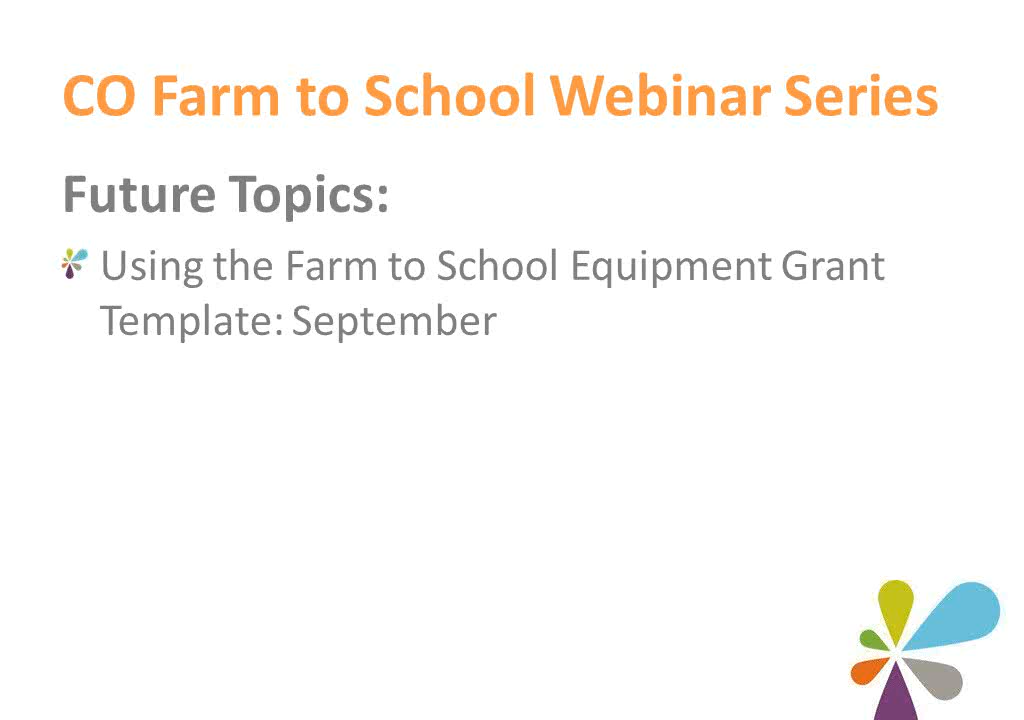 CO Farm to School Webinar Series
Future Topics:
Using the Farm to School Equipment Grant
Template: September